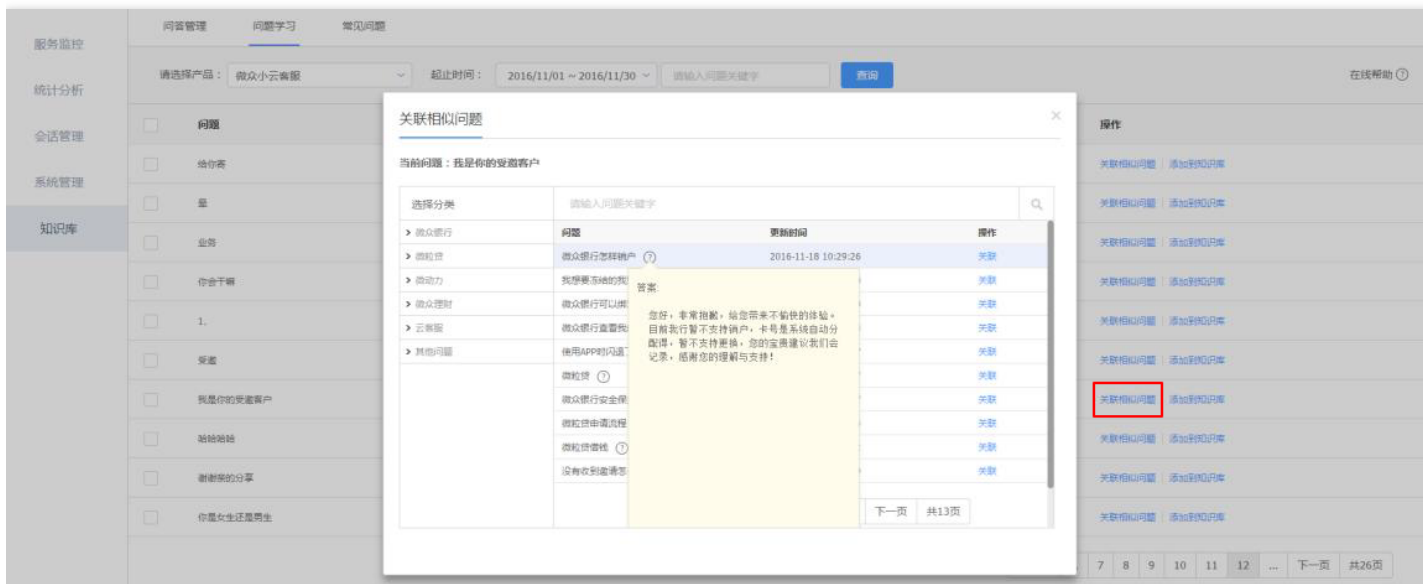 问答管理 问题学习 常见问题
服务监控
统计分析
会话管理
系统管理
知识库
请选择产品： 微众小云客服 起止时间： 2016/11/01 ~ 2016/11/30 请输入问题关键字 查询 在线帮助
问题 操作
给你赛 关联相似问题 添加到知识库
是 关联相似问题 添加到知识库
业务 关联相似问题 添加到知识库
你会干嘛 关联相似问题 添加到知识库
1. 关联相似问题 添加到知识库
受邀 关联相似问题 添加到知识库
我是你的受邀客户 关联相似问题 添加到知识库
哈哈哈哈 关联相似问题 添加到知识库
谢谢亲的分享 关联相似问题 添加到知识库
你是女生还是男生 关联相似问题 添加到知识库
7 8 9 10 11 12 ... 下一页 共26页
关联相似问题
当前问题：我是你的受邀客户
选择分类 请输入问题关键字
微众银行
微粒贷
微动力
微众理财
云客服
其他问题
问题 更新时间 操作
微众银行怎样销户 2016-11-18 10:29:26 关联
我想要冻结的我 关联
微众银行可以绑 关联
微众银行查看我 关联
使用APP时闪退 关联
微粒贷 关联
微众银行安全保 关联
微粒贷申请流程 关联
微粒贷借钱 关联
没有收到邀请怎 关联
下一页 共13页
答案:
您好，非常抱歉，给您带来不愉快的体验。
目前我行暂不支持销户，卡号是系统自动分
配得，暂不支持更换，您的宝贵建议我们会
记录，感谢您的理解与支持！